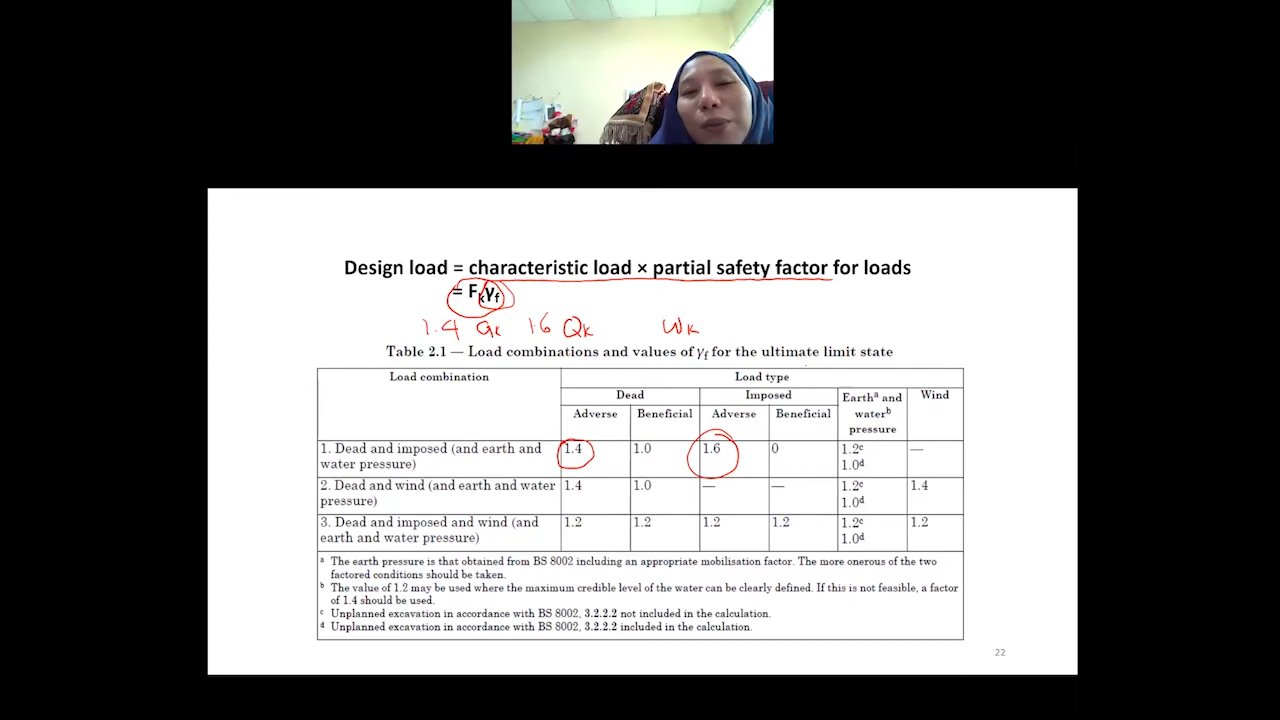 Design load = characteristic load × partial safety factor for loads
= Fkγf
1.4 Gk 1.6 Qk Wk
Table 2.1 — Load combinations and values of γf for the ultimate limit state
Load combination
Load type
Dead
Imposed
Earthᵃ and waterᵇ pressure
Wind
Adverse
Beneficial
Adverse
Beneficial
1. Dead and imposed (and earth and water pressure)
1.4
1.0
1.6
0
1.2ᶜ
1.0ᵈ
—
2. Dead and wind (and earth and water pressure)
1.4
1.0
—
—
1.2ᶜ
1.0ᵈ
1.4
3. Dead and imposed and wind (and earth and water pressure)
1.2
1.2
1.2
1.2
1.2ᶜ
1.0ᵈ
1.2
ᵃ The earth pressure is that obtained from BS 8002 including an appropriate mobilisation factor. The more onerous of the two
factored conditions should be taken.
ᵇ The value of 1.2 may be used where the maximum credible level of the water can be clearly defined. If this is not feasible, a factor
of 1.4 should be used.
ᶜ Unplanned excavation in accordance with BS 8002, 3.2.2.2 not included in the calculation.
ᵈ Unplanned excavation in accordance with BS 8002, 3.2.2.2 included in the calculation.
22